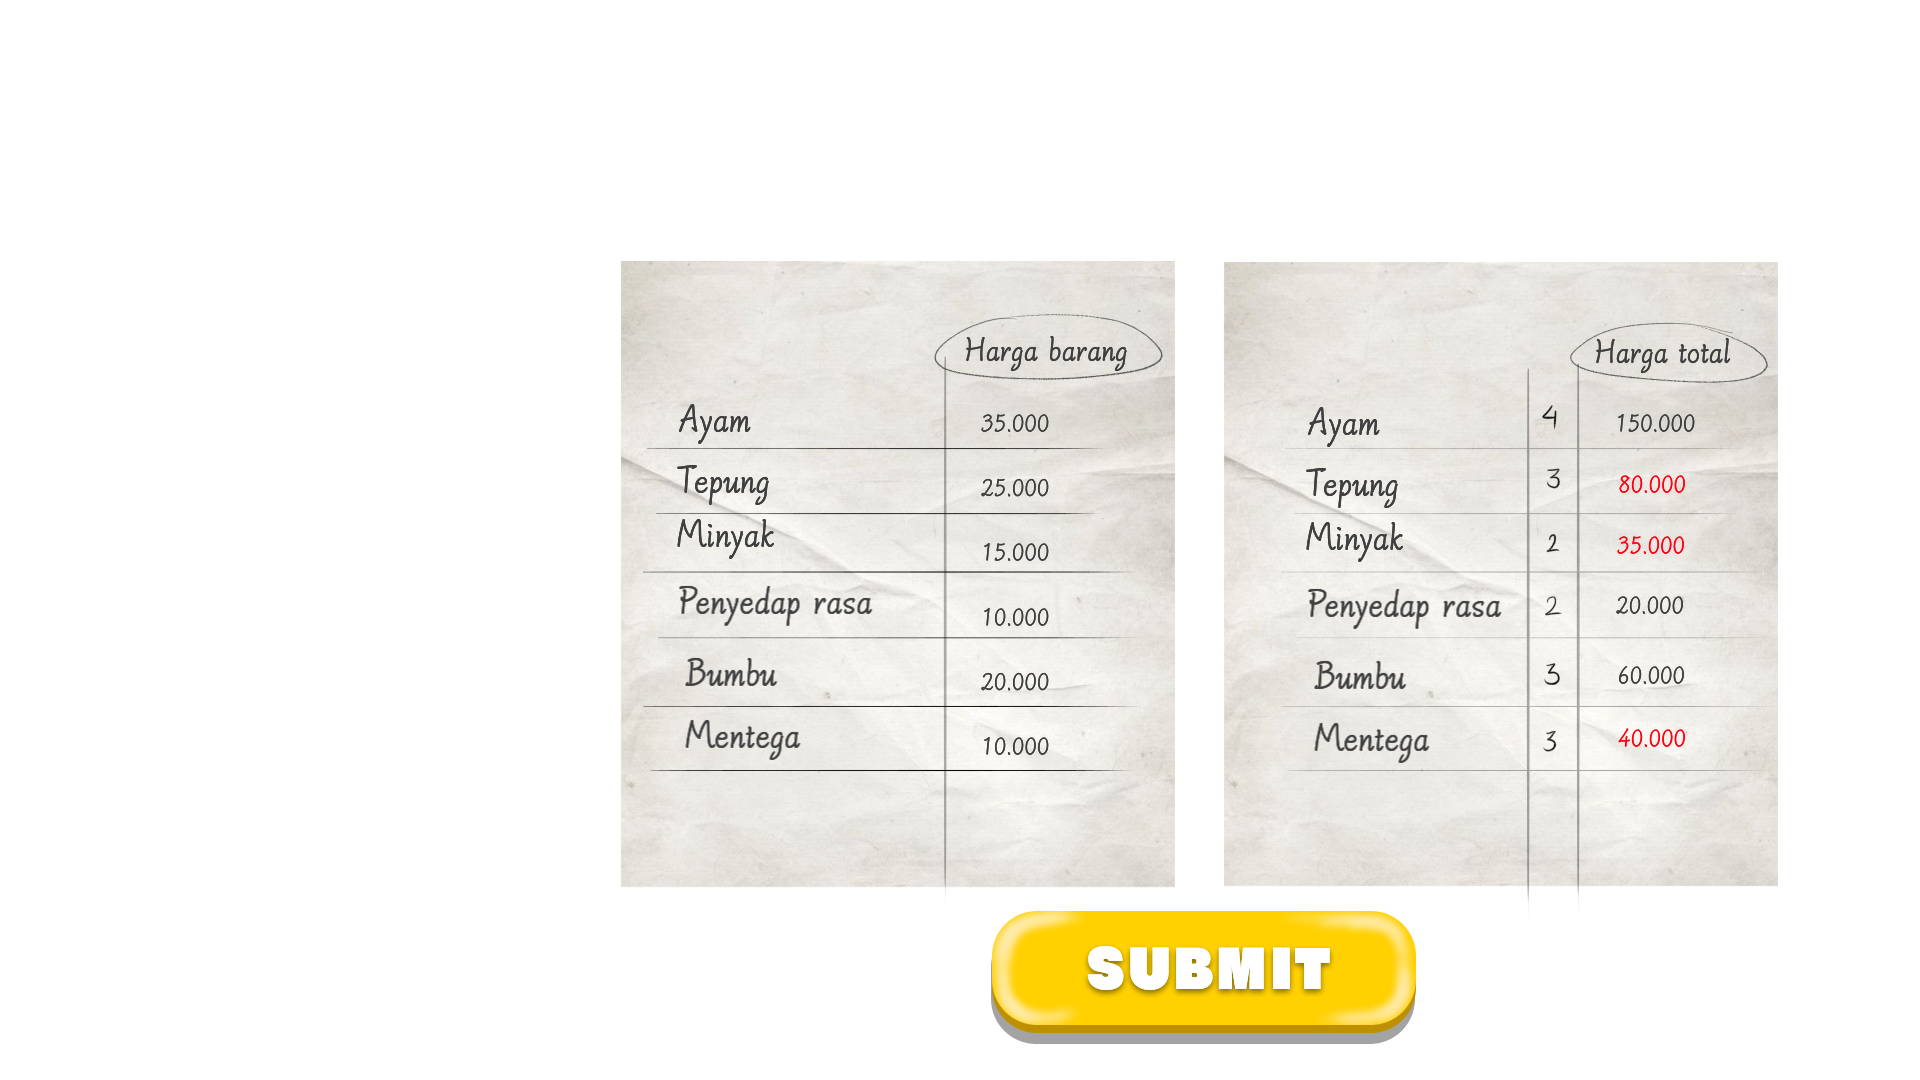 Harga barang
Ayam 35.000
Tepung 25.000
Minyak 15.000
Penyedap rasa 10.000
Bumbu 20.000
Mentega 10.000
Harga total
Ayam 4 150.000
Tepung 3 80.000
Minyak 2 35.000
Penyedap rasa 2 20.000
Bumbu 3 60.000
Mentega 3 40.000
SUBMIT